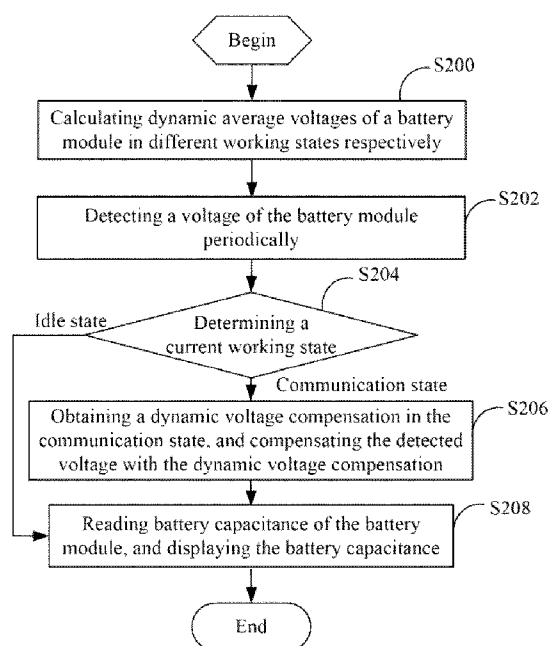 Begin
S200
Calculating dynamic average voltages of a battery
module in different working states respectively
S202
Detecting a voltage of the battery module
periodically
S204
Idle state
Determining a
current working state
Communication state
S206
Obtaining a dynamic voltage compensation in the
communication state, and compensating the detected
voltage with the dynamic voltage compensation
S208
Reading battery capacitance of the battery
module, and displaying the battery capacitance
End